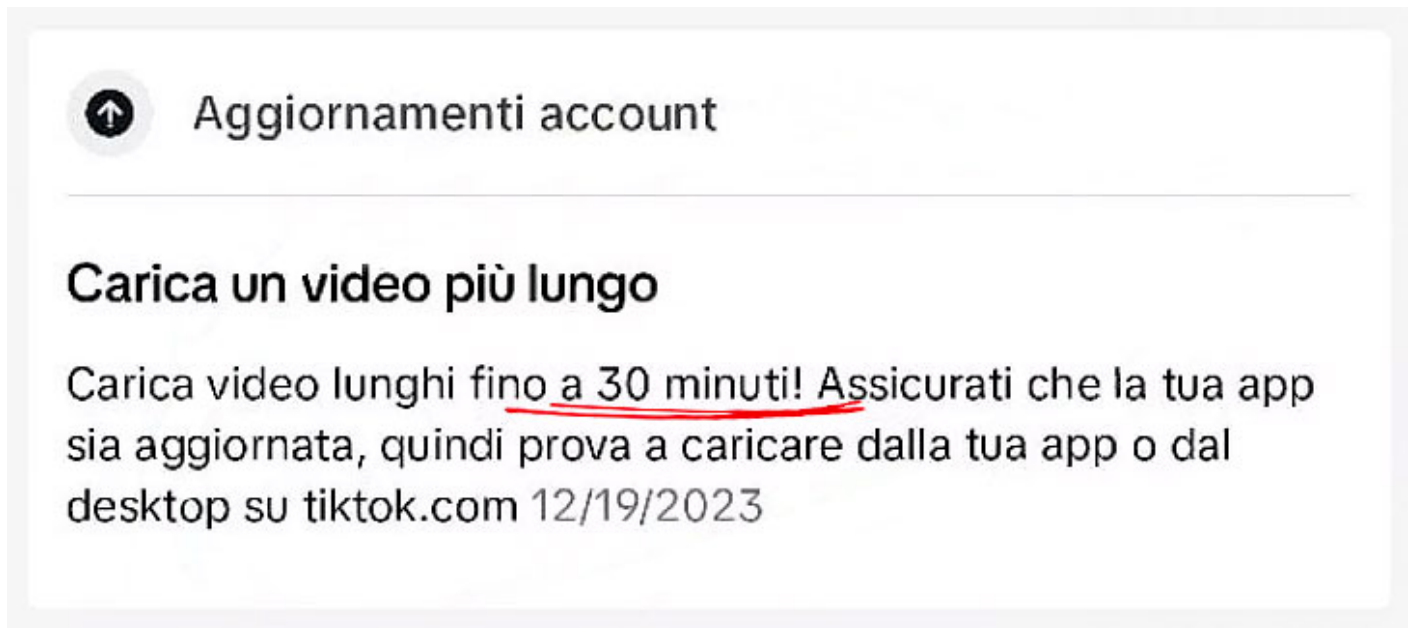 Aggiornamenti account
Carica un video più lungo
Carica video lunghi fino a 30 minuti! Assicurati che la tua app
sia aggiornata, quindi prova a caricare dalla tua app o dal
desktop su tiktok.com 12/19/2023